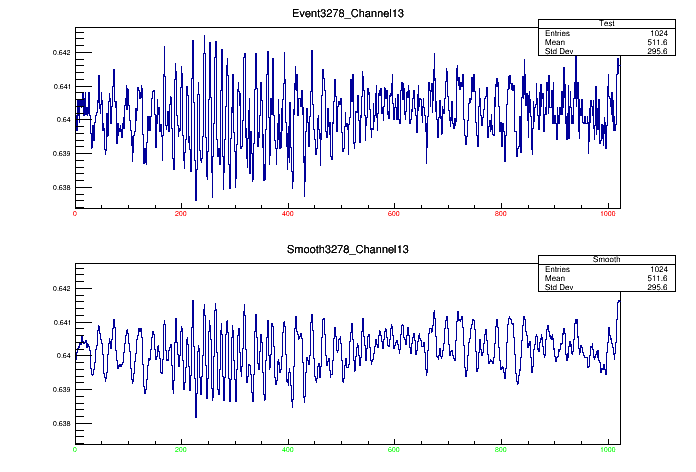 Event3278_Channel13
Test
Entries 1024
Mean 511.6
Std Dev 295.6
0.642
0.641
0.64
0.639
0.638
0 200 400 600 800 1000
Smooth3278_Channel13
Smooth
Entries 1024
Mean 511.6
Std Dev 295.6
0.642
0.641
0.64
0.639
0.638
0 200 400 600 800 1000